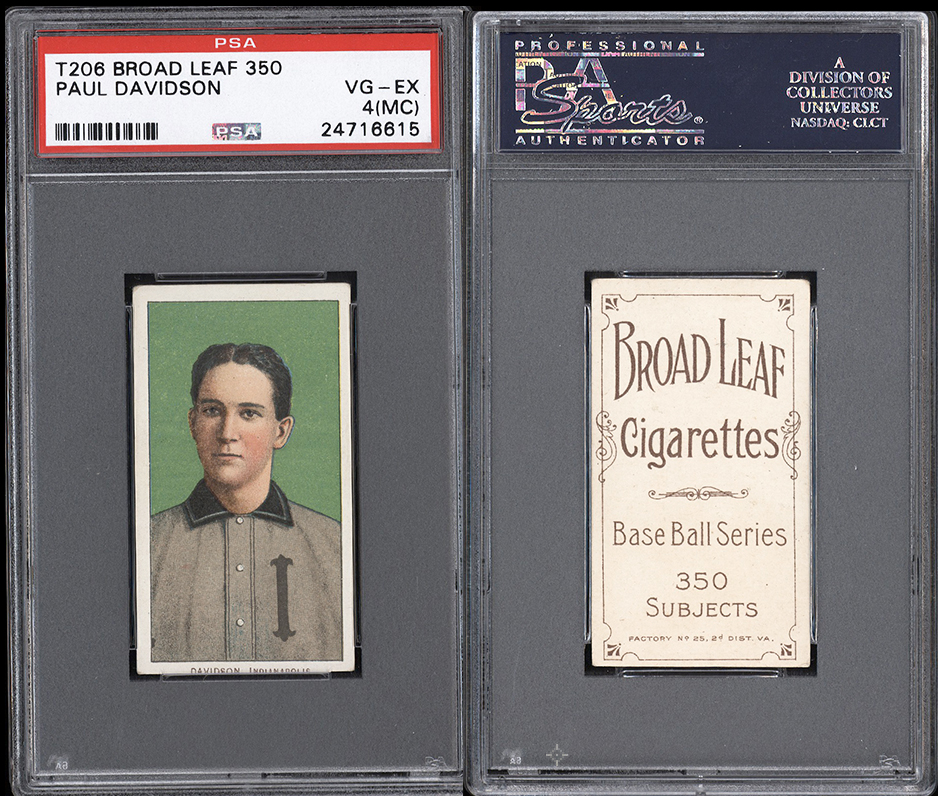 PSA
T206 BROAD LEAF 350
PAUL DAVIDSON
VG – EX
4(MC)
PSA
24716615
DAVIDSON, INDIANAPOLIS
I
PROFESSIONAL
PSA
Sports®
AUTHENTICATOR
A
DIVISION OF
COLLECTORS
UNIVERSE
NASDAQ: CLCT
BROAD LEAF
Cigarettes
Base Ball Series
350
SUBJECTS
FACTORY Nº 25, 2ᵈ DIST. VA.